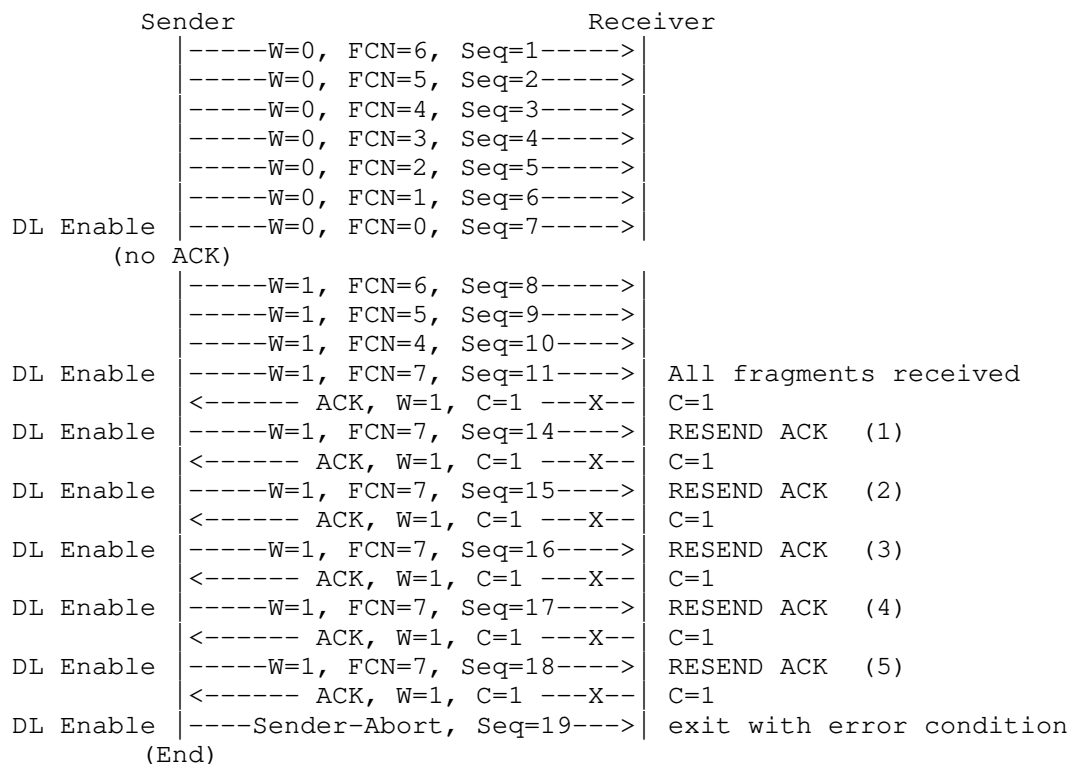 Sender                              Receiver
             |-----W=0, FCN=6, Seq=1----->|
             |-----W=0, FCN=5, Seq=2----->|
             |-----W=0, FCN=4, Seq=3----->|
             |-----W=0, FCN=3, Seq=4----->|
             |-----W=0, FCN=2, Seq=5----->|
             |-----W=0, FCN=1, Seq=6----->|
   DL Enable |-----W=0, FCN=0, Seq=7----->|
         (no ACK)
             |-----W=1, FCN=6, Seq=8----->|
             |-----W=1, FCN=5, Seq=9----->|
             |-----W=1, FCN=4, Seq=10---->|
   DL Enable |-----W=1, FCN=7, Seq=11---->| All fragments received
             |<------ ACK, W=1, C=1 ---X--| C=1
   DL Enable |-----W=1, FCN=7, Seq=14---->| RESEND ACK  (1)
             |<------ ACK, W=1, C=1 ---X--| C=1
   DL Enable |-----W=1, FCN=7, Seq=15---->| RESEND ACK  (2)
             |<------ ACK, W=1, C=1 ---X--| C=1
   DL Enable |-----W=1, FCN=7, Seq=16---->| RESEND ACK  (3)
             |<------ ACK, W=1, C=1 ---X--| C=1
   DL Enable |-----W=1, FCN=7, Seq=17---->| RESEND ACK  (4)
             |<------ ACK, W=1, C=1 ---X--| C=1
   DL Enable |-----W=1, FCN=7, Seq=18---->| RESEND ACK  (5)
             |<------ ACK, W=1, C=1 ---X--| C=1
   DL Enable |----Sender-Abort, Seq=19--->| exit with error condition
           (End)